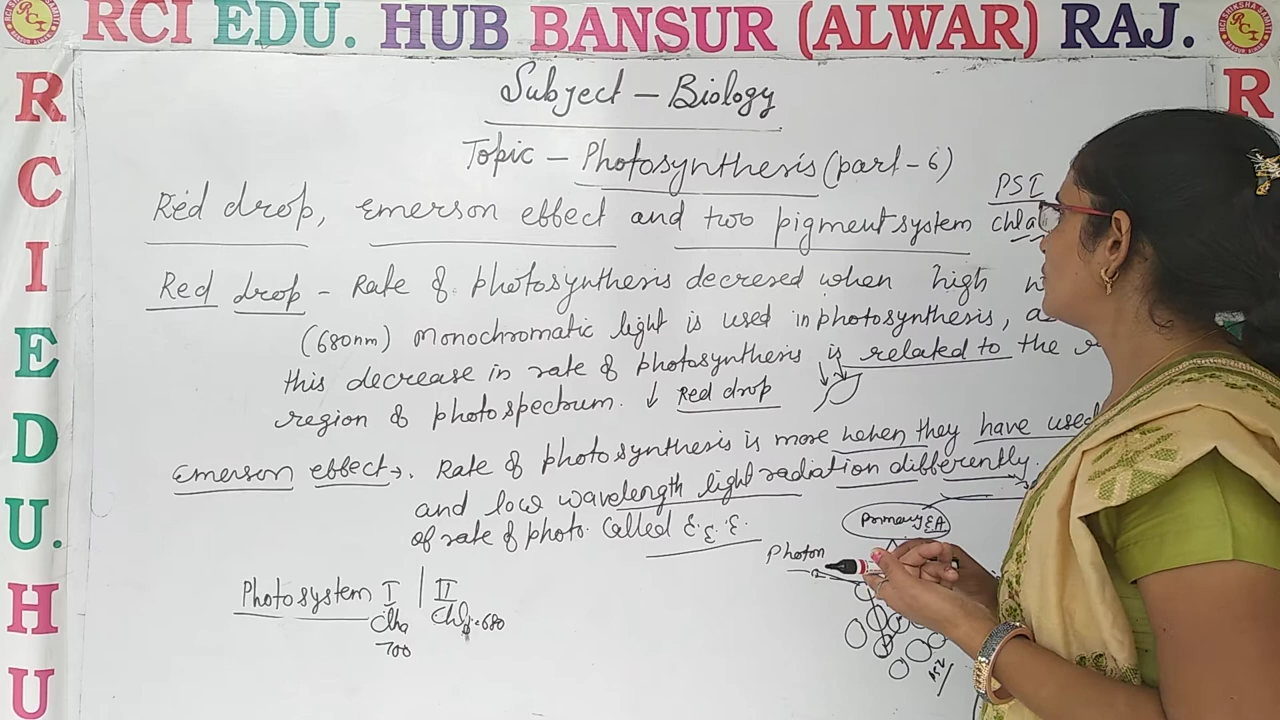 RCI EDU. HUB BANSUR (ALWAR) RAJ.
R
C
I
E
D
U.
H
U
R
Subject - Biology
Topic - Photosynthesis (part-6)
Red drop, Emerson effect and two pigment system
PSI
Chl a
Red drop - Rate of photosynthesis decresed when high
(680nm) Monochromatic light is used in photosynthesis,
this decrease in rate of photosynthesis is related to the
region of photospectrum. ↓ Red drop
Emerson effect →. Rate of photosynthesis is more when they have used
and low wavelength light radiation differently.
of rate of photo. called E.E.E.
Primary E A
Photon
Photosystem I | II
700
680